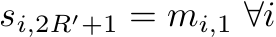 $s_{i,2R'+1} = m_{i,1} \ \forall i$